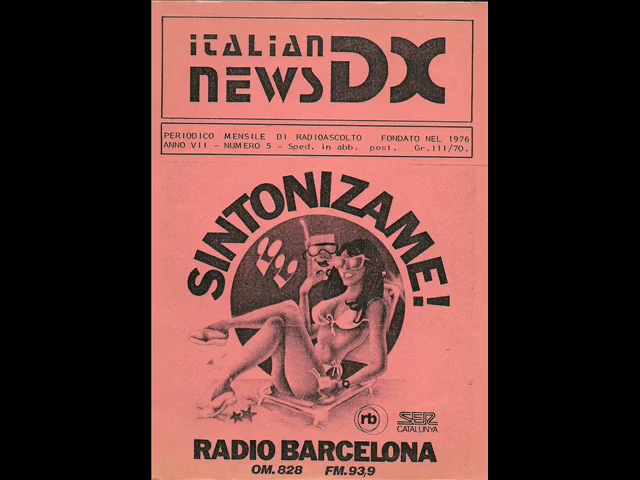 ITALIAN
NEWS DX
PERIODICO MENSILE DI RADIOASCOLTO FONDATO NEL 1976
ANNO VII - NUMERO 5 - Sped. in abb. post. Gr.III/70.
SINTONIZAME!
rb
SER
CATALUNYA
RADIO BARCELONA
OM.828 FM.93,9